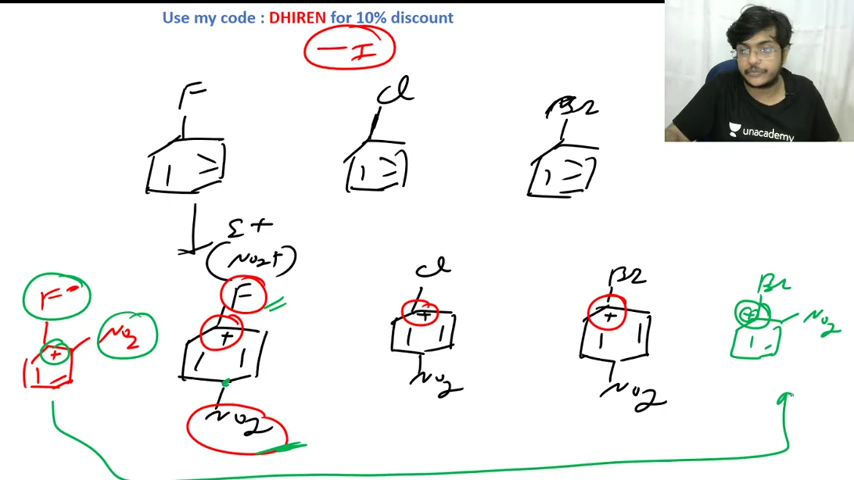 Use my code : DHIREN for 10% discount
-I
F
Cl
Br
unacademy
E+
(NO2+)
F
Cl
Br
Br
F
NO2
+
+
+
+
+
NO2
NO2
NO2
NO2